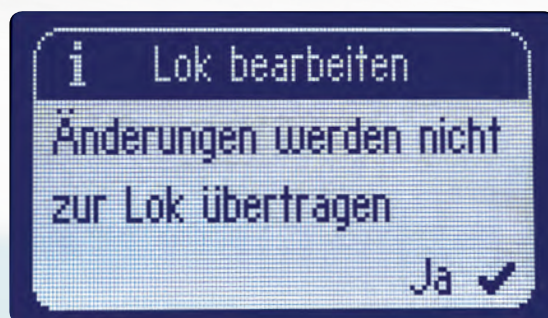 i Lok bearbeiten
Änderungen werden nicht
zur Lok übertragen
Ja ✔